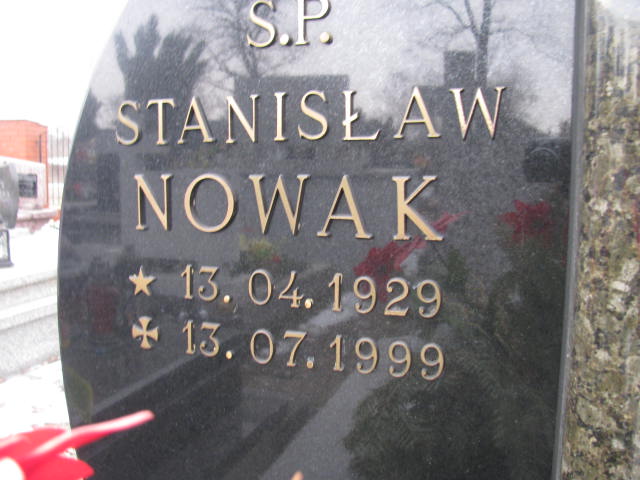 S.P.
STANISŁAW
NOWAK
★ 13.04.1929
✠ 13.07.1999